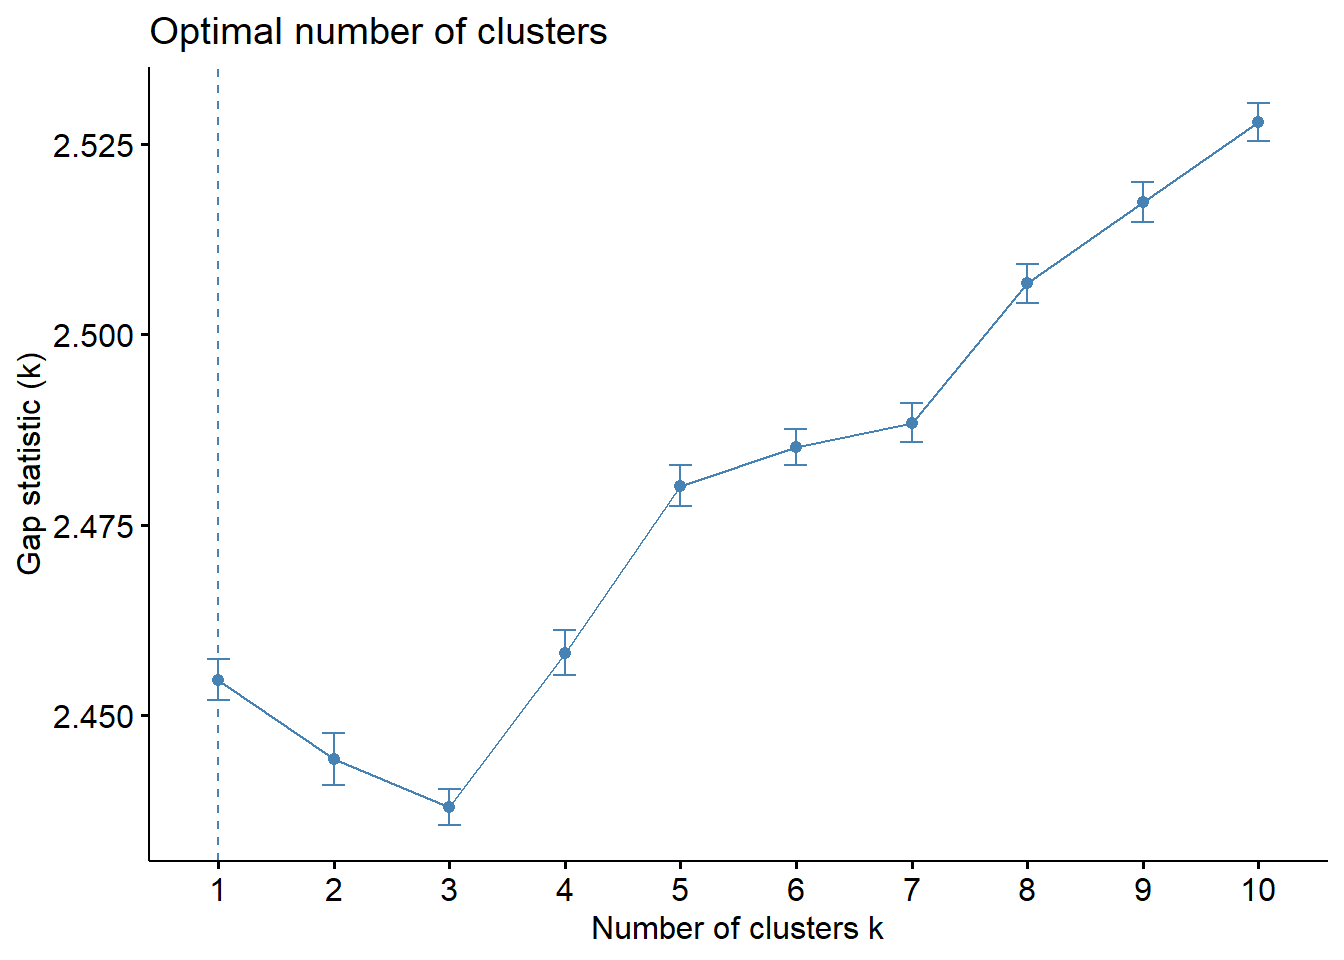 Optimal number of clusters
2.525
2.500
2.475
2.450
Gap statistic (k)
1 2 3 4 5 6 7 8 9 10
Number of clusters k